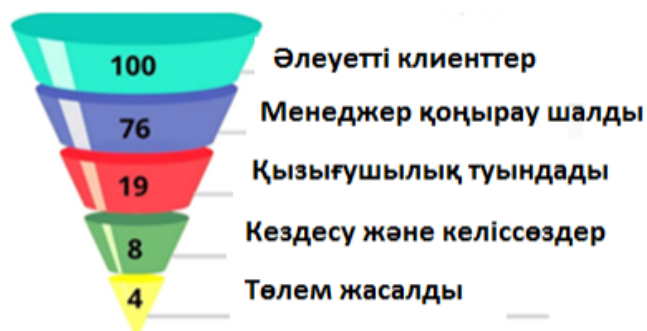 100 Әлеуетті клиенттер
76 Менеджер қоңырау шалды
19 Қызығушылық туындады
8 Кездесу және келіссөздер
4 Төлем жасалды